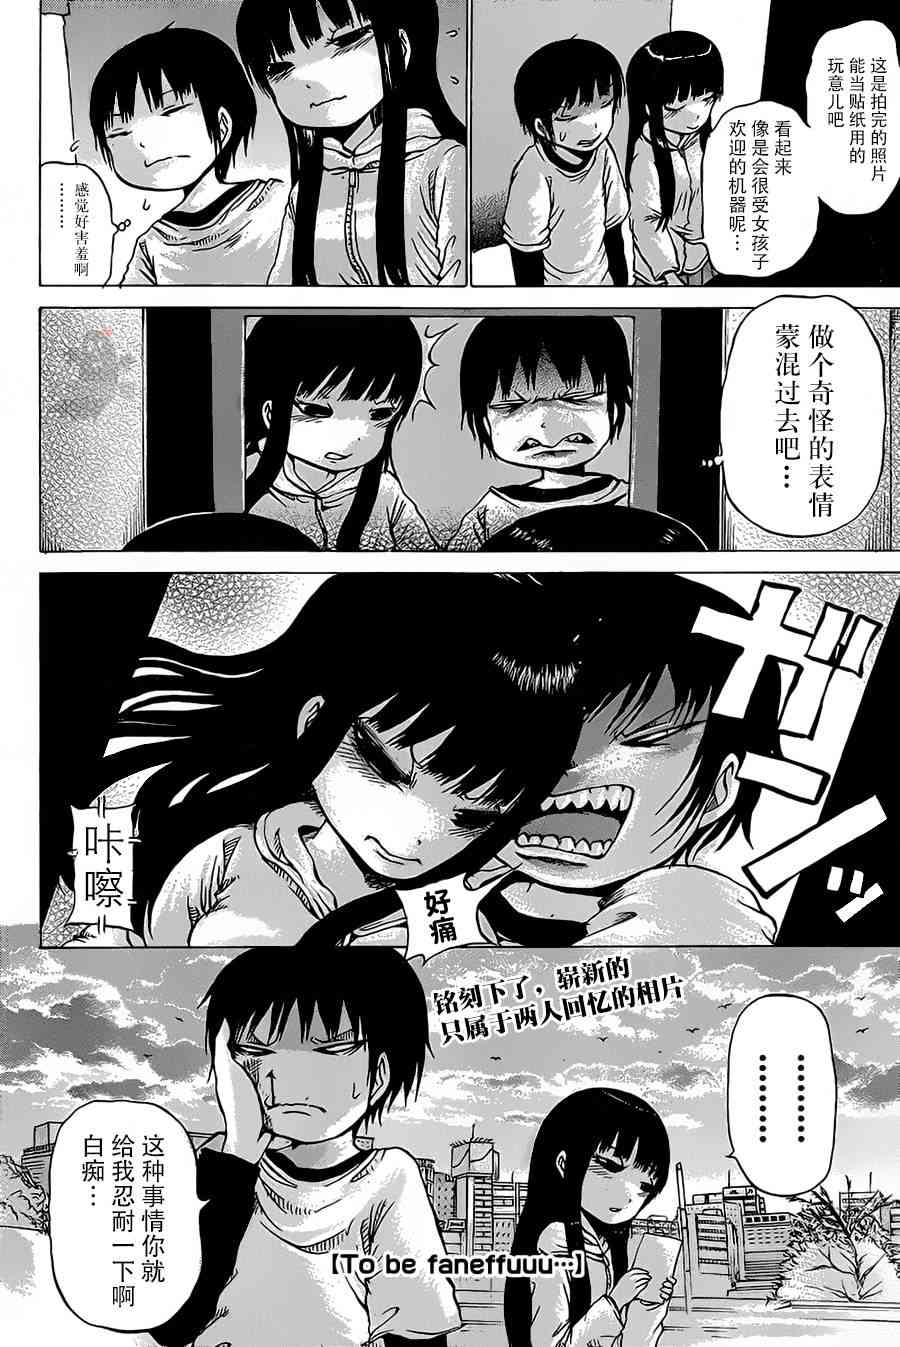 这是拍完的照片
能当贴纸用的
玩意儿吧
看起来
像是会很受女孩子
欢迎的机器呢…
………
感觉好害羞啊
做个奇怪的表情
蒙混过去吧…
ガンッ
好痛
咔嚓
铭刻下了，崭新的
只属于两人回忆的相片
…………
这种事情你就
给我忍耐一下啊
白痴…
【To be faneffuuu…】